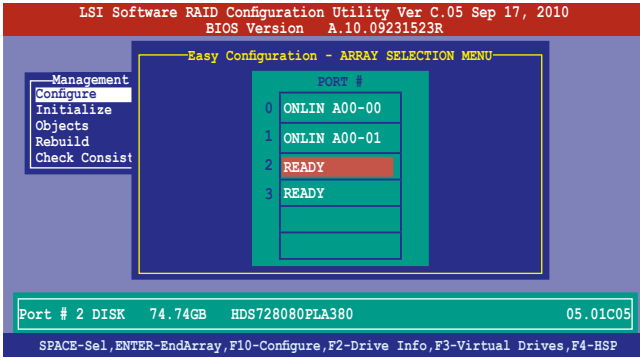 LSI Software RAID Configuration Utility Ver C.05 Sep 17, 2010
BIOS Version A.10.09231523R
Easy Configuration - ARRAY SELECTION MENU
Management
Configure
Initialize
Objects
Rebuild
Check Consist
PORT #
0 ONLIN A00-00
1 ONLIN A00-01
2 READY
3 READY
Port # 2 DISK 74.74GB HDS728080PLA380 05.01C05
SPACE-Sel,ENTER-EndArray,F10-Configure,F2-Drive Info,F3-Virtual Drives,F4-HSP